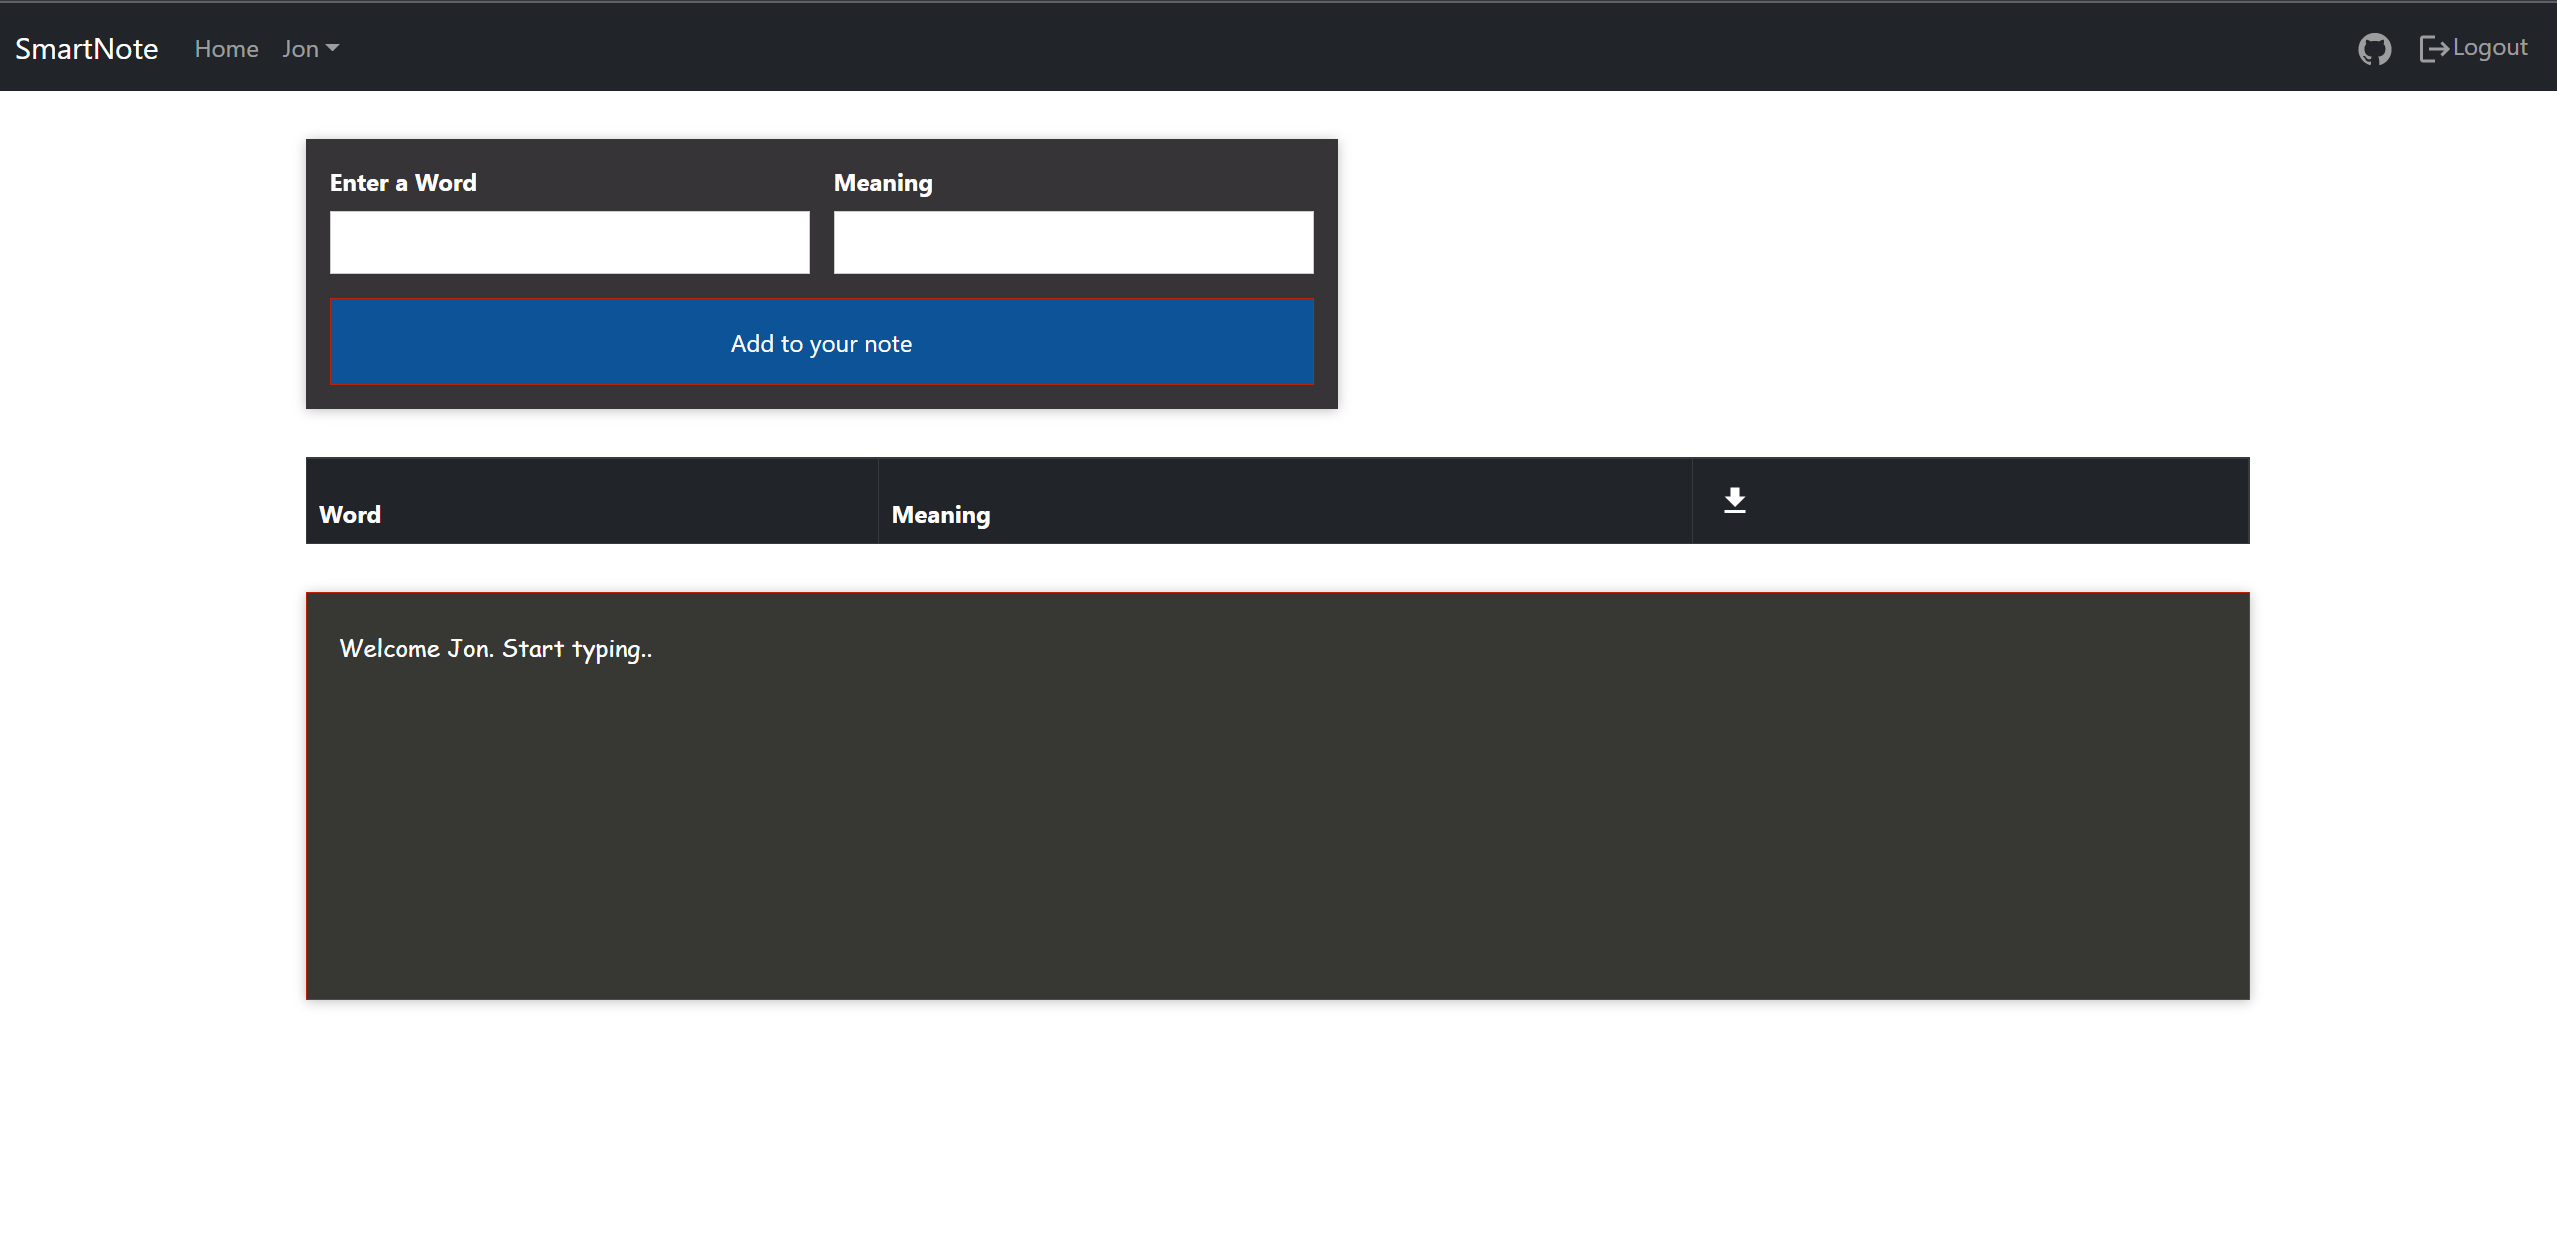 SmartNote Home Jon Logout
Enter a Word Meaning
Add to your note
Word Meaning
Welcome Jon. Start typing..